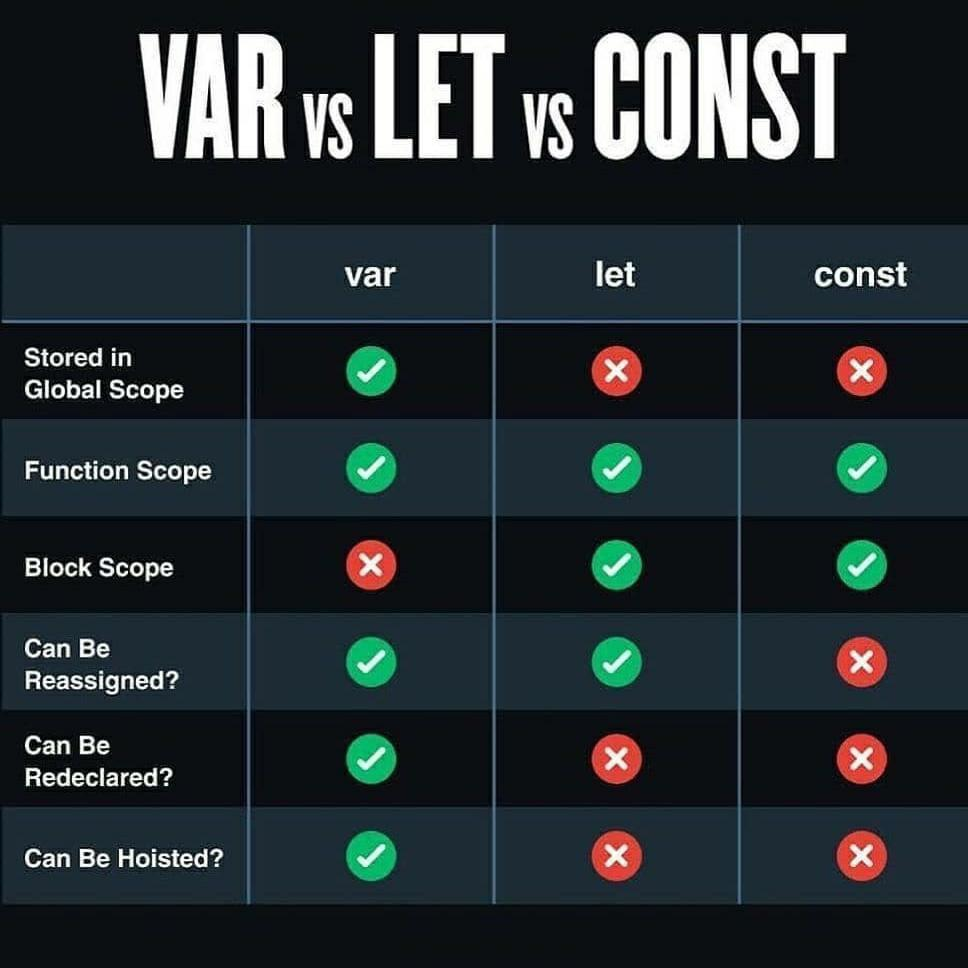 VAR VS LET VS CONST
var let const
Stored in
Global Scope
Function Scope
Block Scope
Can Be
Reassigned?
Can Be
Redeclared?
Can Be Hoisted?